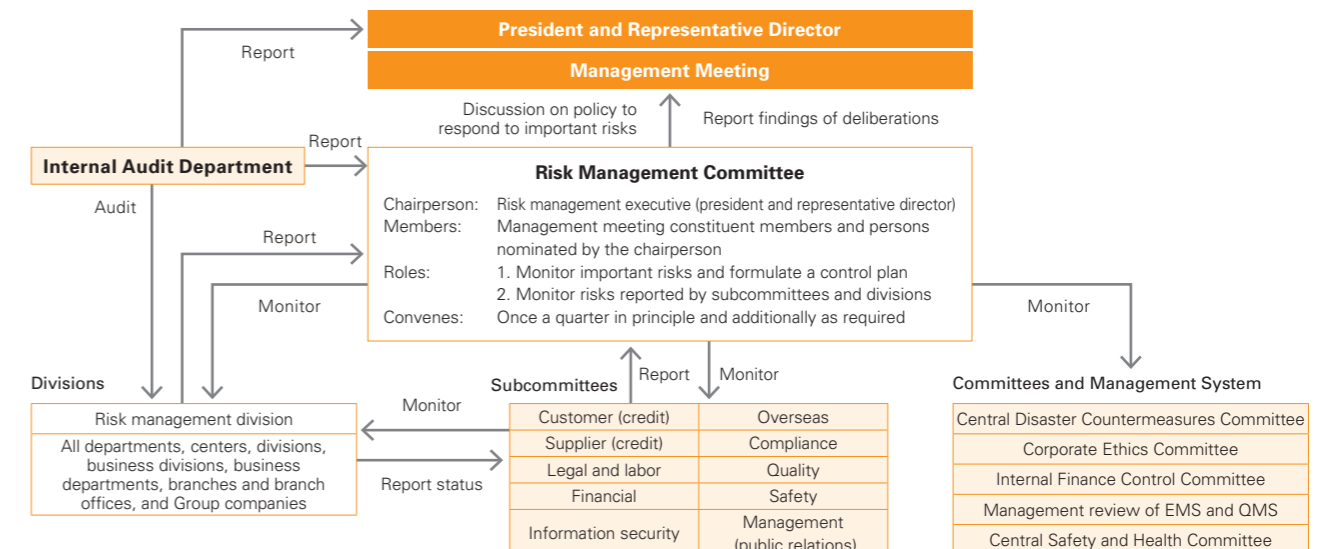 President and Representative Director
Report
Management Meeting
Discussion on policy to
respond to important risks
Report findings of deliberations
Report
Internal Audit Department
Risk Management Committee
Audit
Chairperson: Risk management executive (president and representative director)
Members: Management meeting constituent members and persons
nominated by the chairperson
Report
Roles: 1. Monitor important risks and formulate a control plan
2. Monitor risks reported by subcommittees and divisions
Monitor
Convenes: Once a quarter in principle and additionally as required
Monitor
Report
Monitor
Divisions
Risk management division
All departments, centers, divisions,
business divisions, business
departments, branches and branch
offices, and Group companies
Monitor
Report status
Subcommittees
Customer (credit) Overseas
Supplier (credit) Compliance
Legal and labor Quality
Financial Safety
Information security Management
(public relations)
Committees and Management System
Central Disaster Countermeasures Committee
Corporate Ethics Committee
Internal Finance Control Committee
Management review of EMS and QMS
Central Safety and Health Committee